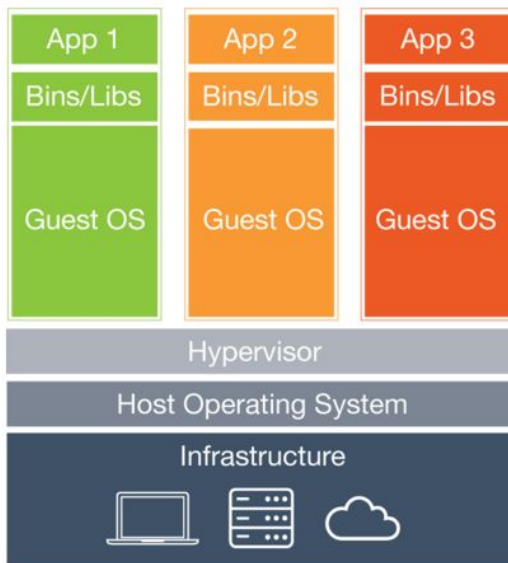 App 1
App 2
App 3
Bins/Libs
Bins/Libs
Bins/Libs
Guest OS
Guest OS
Guest OS
Hypervisor
Host Operating System
Infrastructure